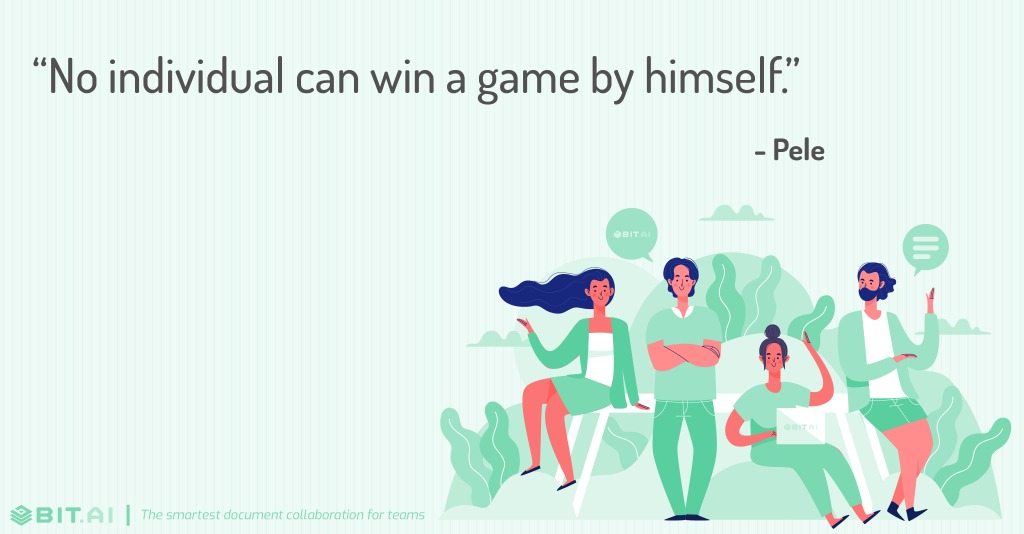 “No individual can win a game by himself.”
- Pele
BIT.AI
BIT.AI
BIT.AI | The smartest document collaboration for teams